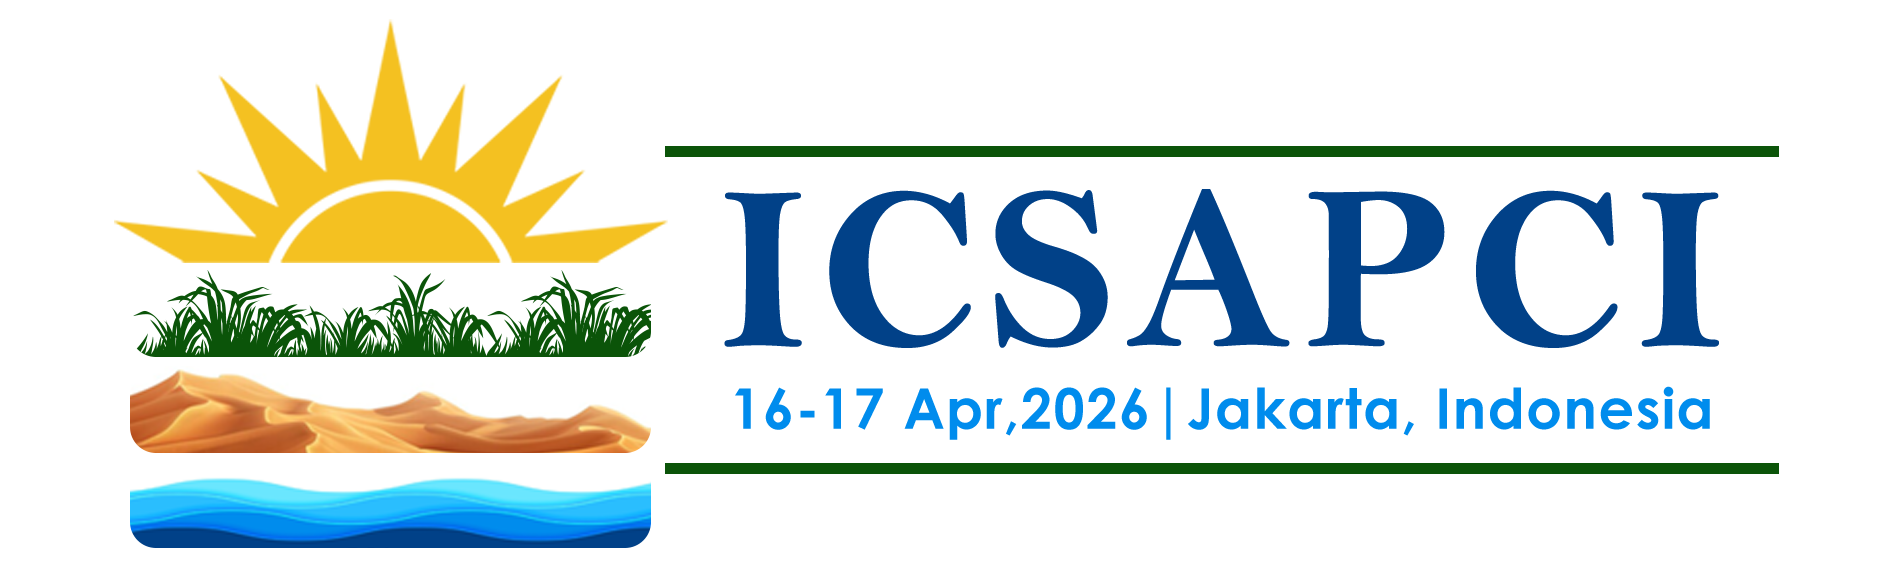 ICSAPCI
16-17 Apr,2026|Jakarta, Indonesia